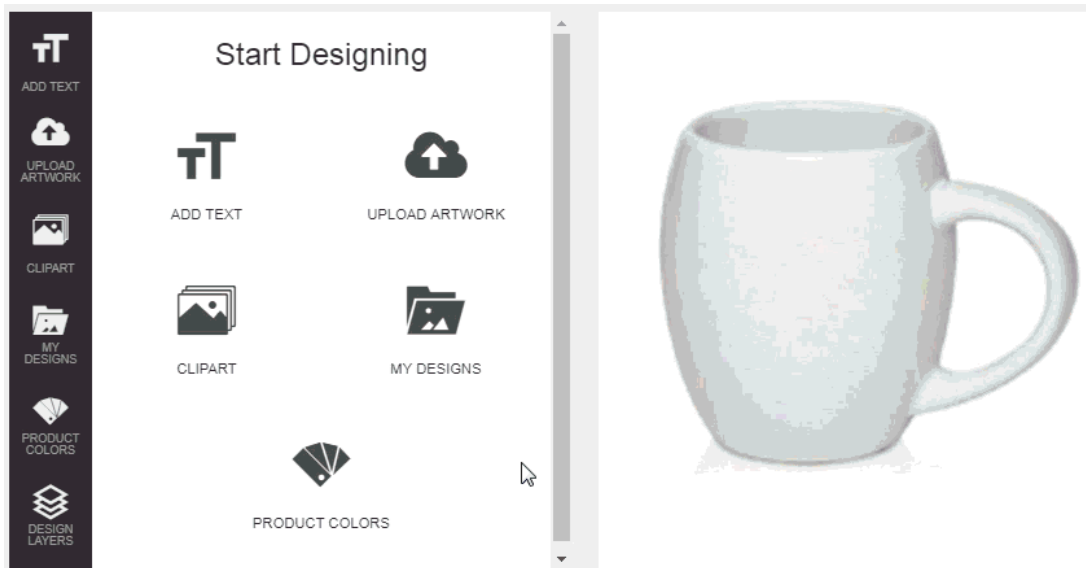 ADD TEXT
UPLOAD
ARTWORK
CLIPART
MY
DESIGNS
PRODUCT
COLORS
DESIGN
LAYERS
Start Designing
ADD TEXT
UPLOAD ARTWORK
CLIPART
MY DESIGNS
PRODUCT COLORS